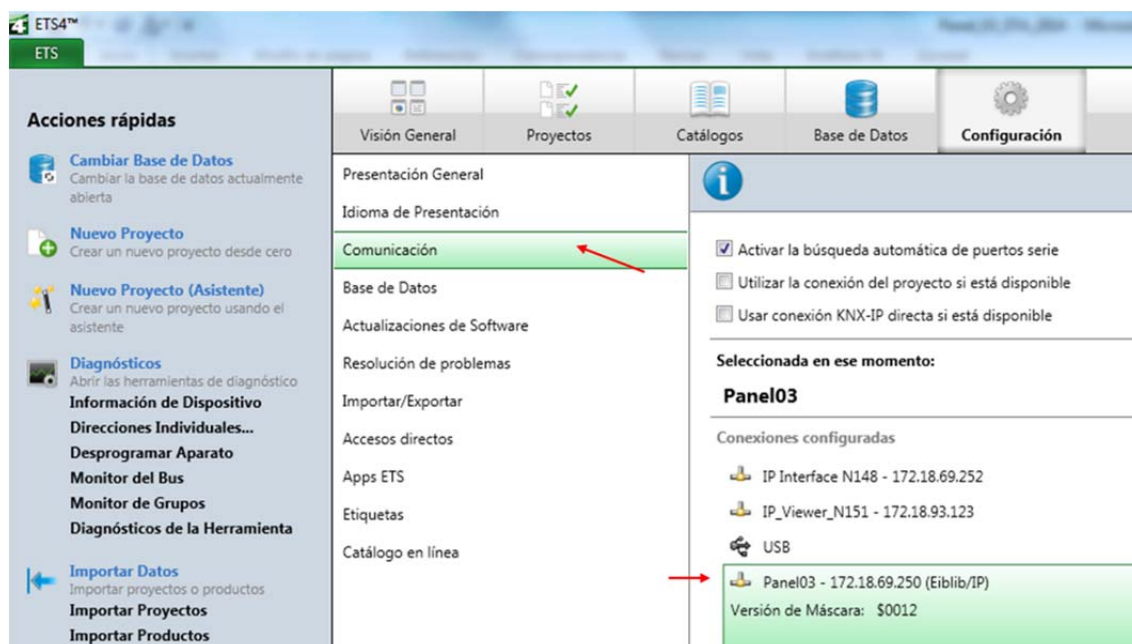 ETS4™
ETS
Acciones rápidas
Cambiar Base de Datos
Cambiar la base de datos actualmente
abierta
Nuevo Proyecto
Crear un nuevo proyecto desde cero
Nuevo Proyecto (Asistente)
Crear un nuevo proyecto usando el
asistente
Diagnósticos
Abrir las herramientas de diagnóstico
Información de Dispositivo
Direcciones Individuales...
Desprogramar Aparato
Monitor del Bus
Monitor de Grupos
Diagnósticos de la Herramienta
Importar Datos
Importar proyectos o productos
Importar Proyectos
Importar Productos
Visión General
Proyectos
Catálogos
Base de Datos
Configuración
Presentación General
Idioma de Presentación
Comunicación
Base de Datos
Actualizaciones de Software
Resolución de problemas
Importar/Exportar
Accesos directos
Apps ETS
Etiquetas
Catálogo en línea
Activar la búsqueda automática de puertos serie
Utilizar la conexión del proyecto si está disponible
Usar conexión KNX-IP directa si está disponible
Seleccionada en ese momento:
Panel03
Conexiones configuradas
IP Interface N148 - 172.18.69.252
IP_Viewer_N151 - 172.18.93.123
USB
Panel03 - 172.18.69.250 (Eiblib/IP)
Versión de Máscara: $0012